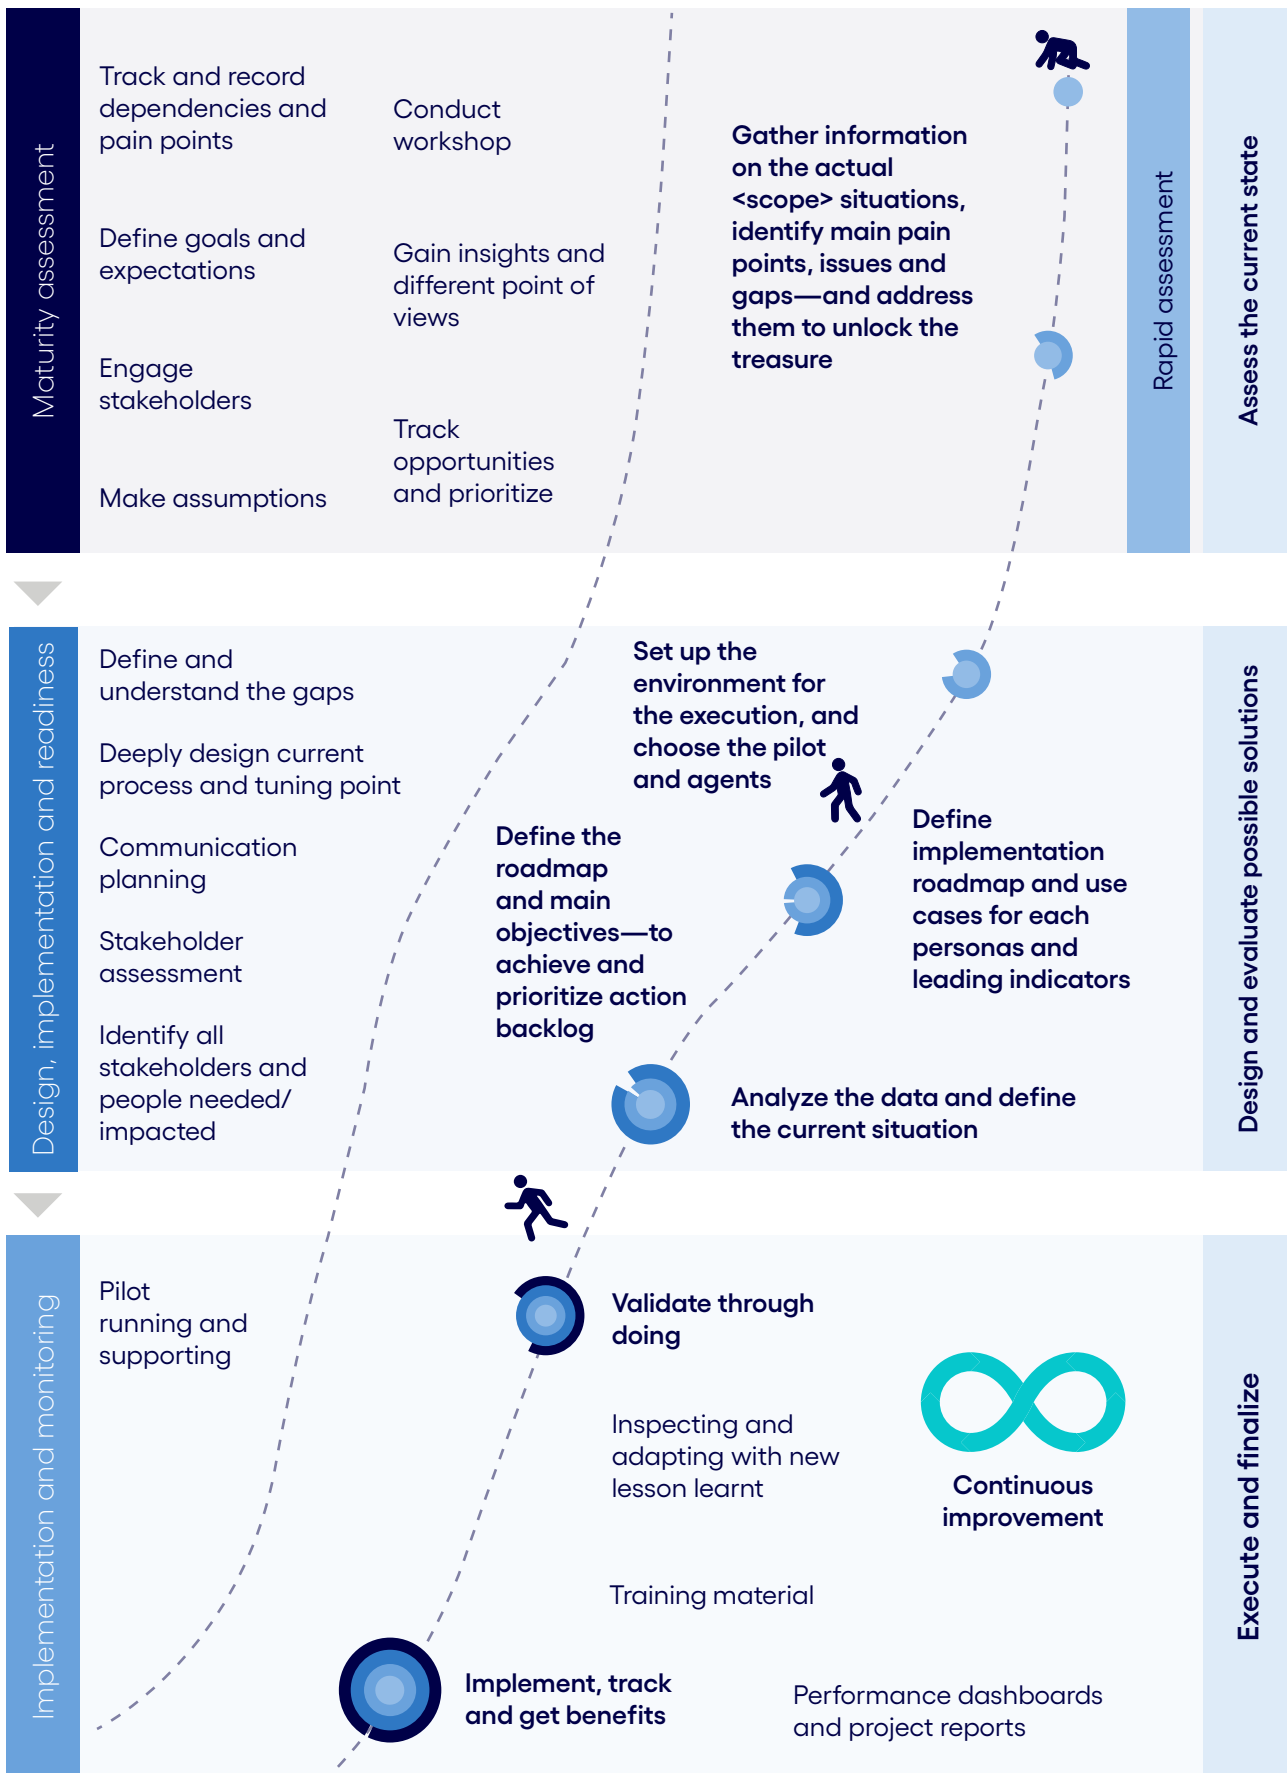 Maturity assessment
Track and record
dependencies and
pain points
Define goals and
expectations
Engage
stakeholders
Make assumptions
Conduct
workshop
Gain insights and
different point of
views
Track
opportunities
and prioritize
Gather information
on the actual
<scope> situations,
identify main pain
points, issues and
gaps—and address
them to unlock the
treasure
Rapid assessment
Assess the current state
Design, implementation and readiness
Define and
understand the gaps
Deeply design current
process and tuning point
Communication
planning
Stakeholder
assessment
Identify all
stakeholders and
people needed/
impacted
Set up the
environment for
the execution, and
choose the pilot
and agents
Define the
roadmap
and main
objectives—to
achieve and
prioritize action
backlog
Define
implementation
roadmap and use
cases for each
personas and
leading indicators
Analyze the data and define
the current situation
Design and evaluate possible solutions
Implementation and monitoring
Pilot
running and
supporting
Validate through
doing
Inspecting and
adapting with new
lesson learnt
Continuous
improvement
Training material
Implement, track
and get benefits
Performance dashboards
and project reports
Execute and finalize